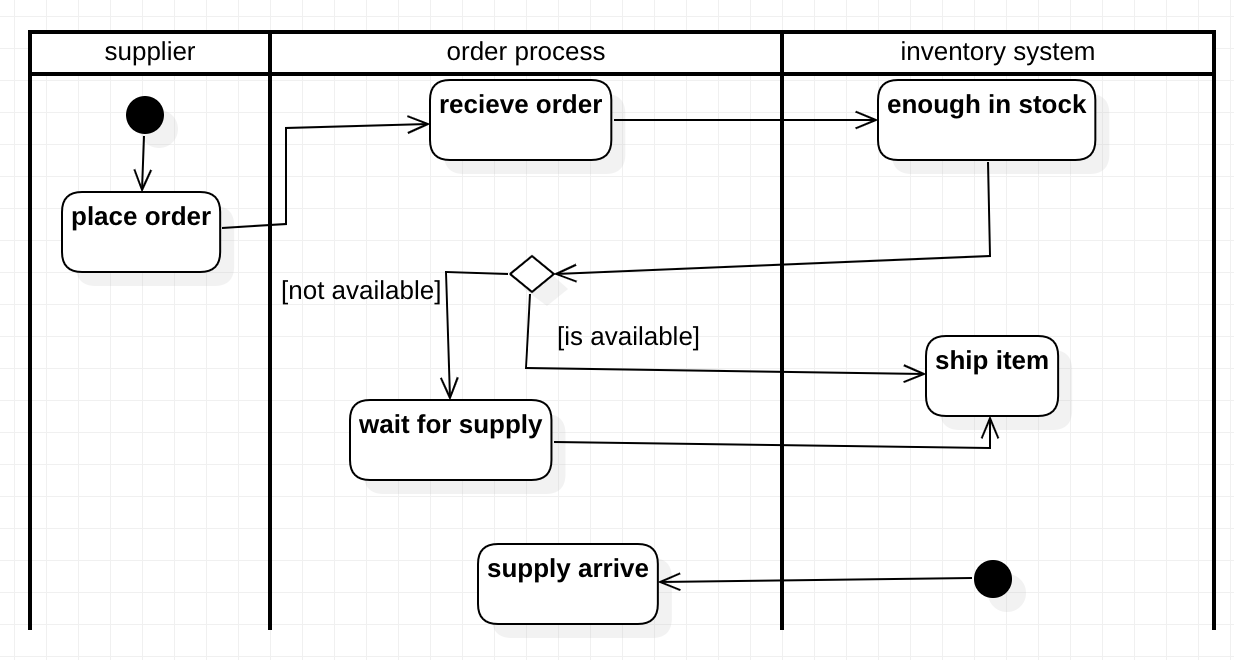 supplier
order process
inventory system
recieve order
enough in stock
place order
[not available]
[is available]
ship item
wait for supply
supply arrive